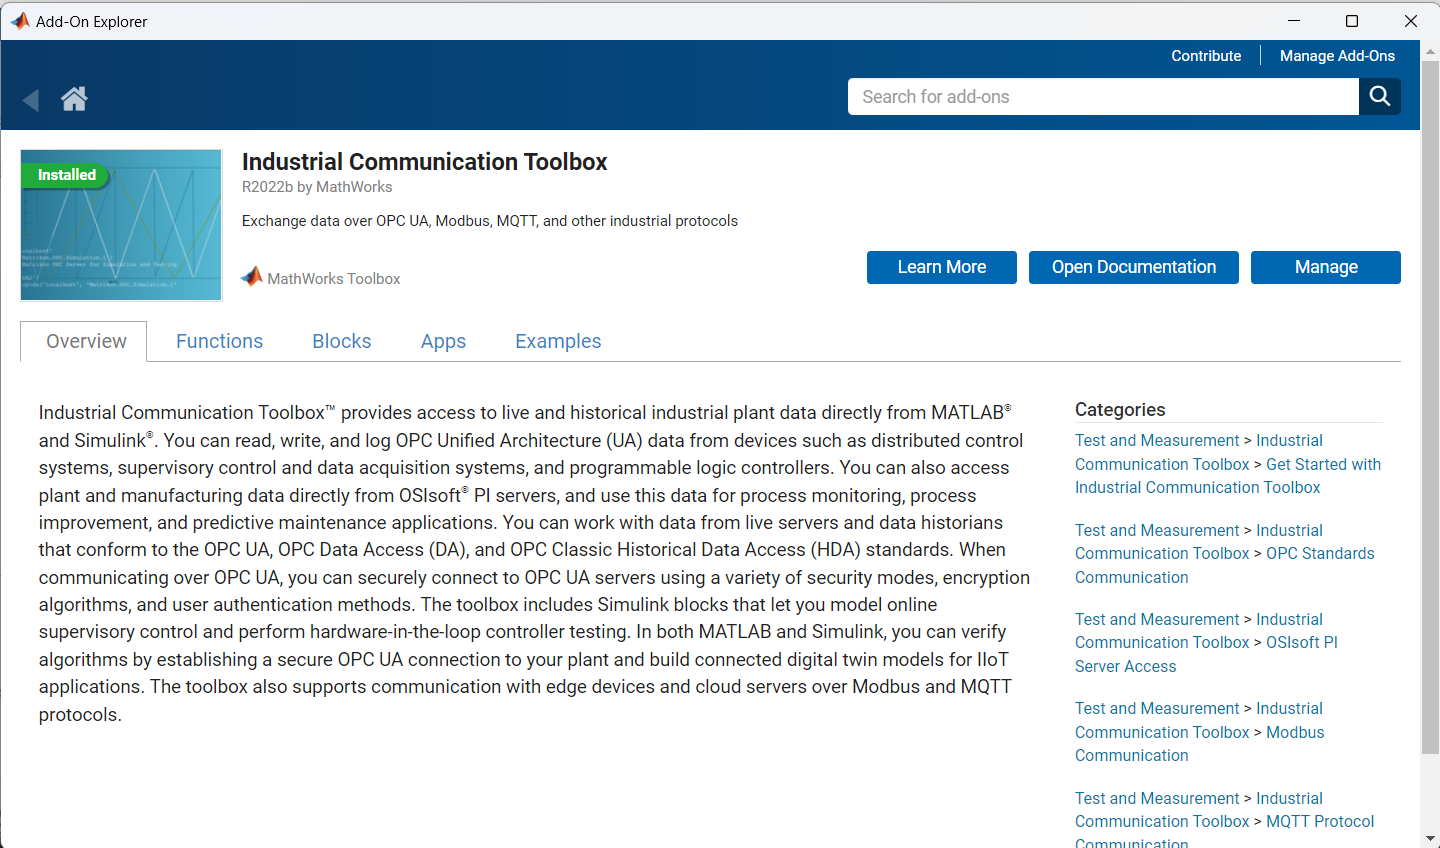 Add-On Explorer
Contribute
Manage Add-Ons
Search for add-ons
Installed
Industrial Communication Toolbox
R2022b by MathWorks
Exchange data over OPC UA, Modbus, MQTT, and other industrial protocols
MathWorks Toolbox
Learn More
Open Documentation
Manage
Overview
Functions
Blocks
Apps
Examples
Industrial Communication Toolbox™ provides access to live and historical industrial plant data directly from MATLAB®
and Simulink®. You can read, write, and log OPC Unified Architecture (UA) data from devices such as distributed control
systems, supervisory control and data acquisition systems, and programmable logic controllers. You can also access
plant and manufacturing data directly from OSIsoft® PI servers, and use this data for process monitoring, process
improvement, and predictive maintenance applications. You can work with data from live servers and data historians
that conform to the OPC UA, OPC Data Access (DA), and OPC Classic Historical Data Access (HDA) standards. When
communicating over OPC UA, you can securely connect to OPC UA servers using a variety of security modes, encryption
algorithms, and user authentication methods. The toolbox includes Simulink blocks that let you model online
supervisory control and perform hardware-in-the-loop controller testing. In both MATLAB and Simulink, you can verify
algorithms by establishing a secure OPC UA connection to your plant and build connected digital twin models for IIoT
applications. The toolbox also supports communication with edge devices and cloud servers over Modbus and MQTT
protocols.
Categories
Test and Measurement > Industrial
Communication Toolbox > Get Started with
Industrial Communication Toolbox
Test and Measurement > Industrial
Communication Toolbox > OPC Standards
Communication
Test and Measurement > Industrial
Communication Toolbox > OSIsoft PI
Server Access
Test and Measurement > Industrial
Communication Toolbox > Modbus
Communication
Test and Measurement > Industrial
Communication Toolbox > MQTT Protocol
Communication